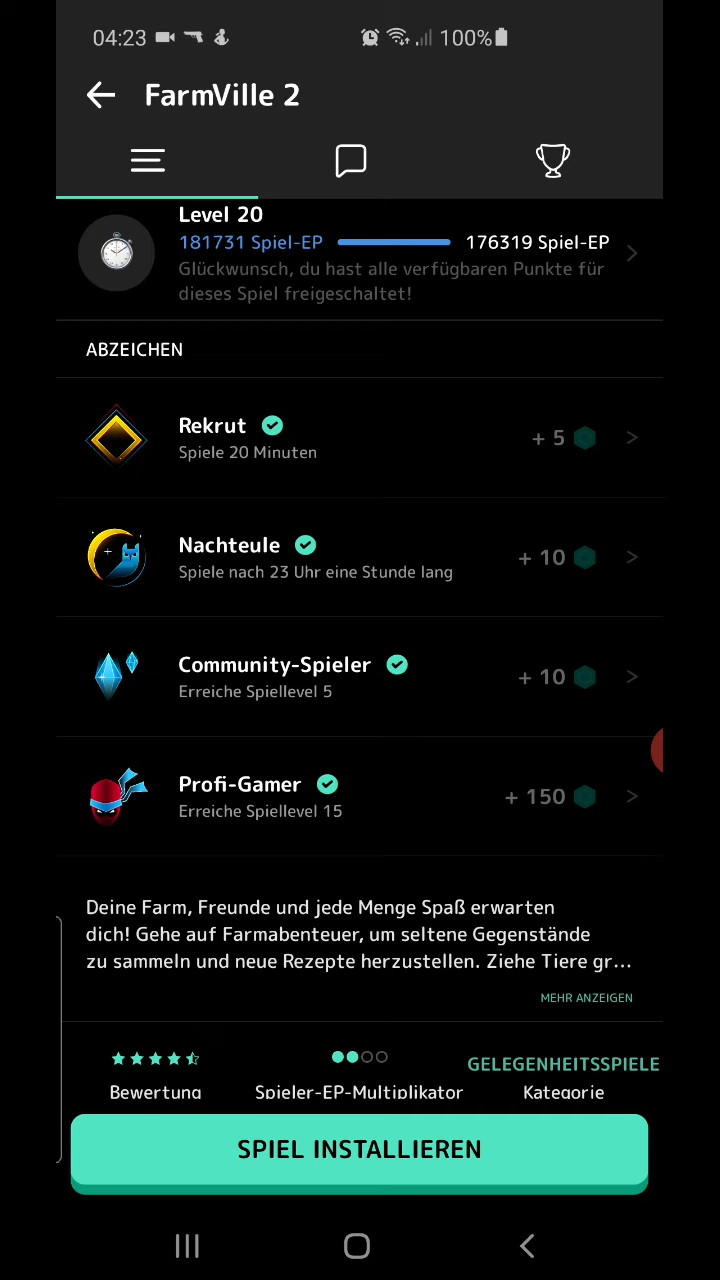 04:23 100%
FarmVille 2
Level 20
181731 Spiel-EP 176319 Spiel-EP
Glückwunsch, du hast alle verfügbaren Punkte für
dieses Spiel freigeschaltet!
ABZEICHEN
Rekrut
Spiele 20 Minuten
+ 5
Nachteule
Spiele nach 23 Uhr eine Stunde lang
+ 10
Community-Spieler
Erreiche Spiellevel 5
+ 10
Profi-Gamer
Erreiche Spiellevel 15
+ 150
Deine Farm, Freunde und jede Menge Spaß erwarten
dich! Gehe auf Farmabenteuer, um seltene Gegenstände
zu sammeln und neue Rezepte herzustellen. Ziehe Tiere gr...
MEHR ANZEIGEN
GELEGENHEITSSPIELE
Bewertung Spieler-EP-Multiplikator Kategorie
SPIEL INSTALLIEREN